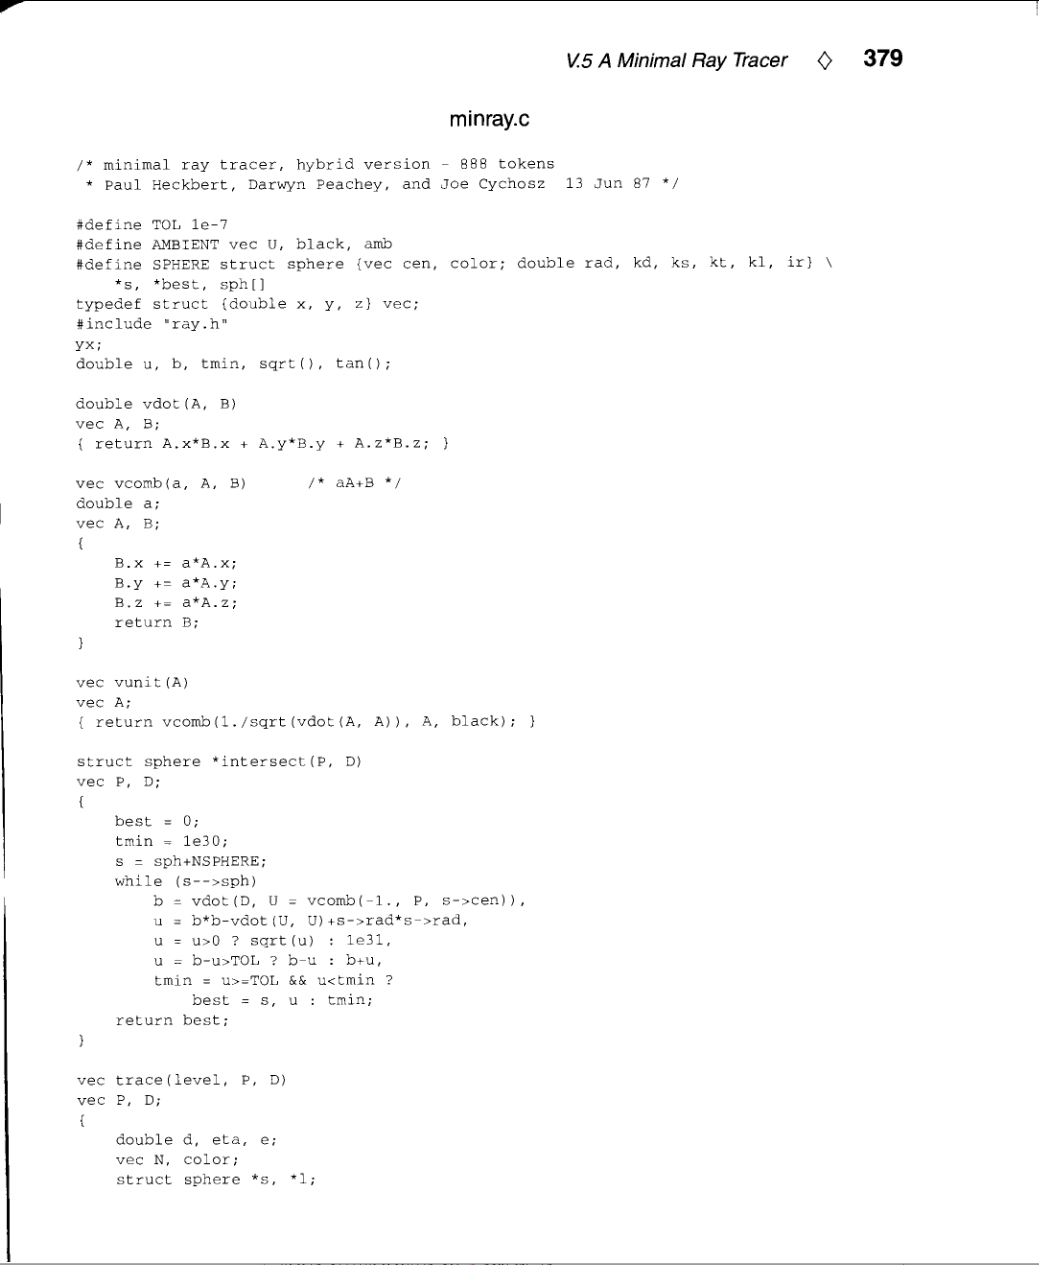 V.5 A Minimal Ray Tracer ◇ 379
minray.c
/* minimal ray tracer, hybrid version - 888 tokens
 * Paul Heckbert, Darwyn Peachey, and Joe Cychosz  13 Jun 87 */
#define TOL 1e-7
#define AMBIENT vec U, black, amb
#define SPHERE struct sphere {vec cen, color; double rad, kd, ks, kt, kl, ir} \
    *s, *best, sph[]
typedef struct {double x, y, z} vec;
#include "ray.h"
yx;
double u, b, tmin, sqrt(), tan();
double vdot(A, B)
vec A, B;
{ return A.x*B.x + A.y*B.y + A.z*B.z; }
vec vcomb(a, A, B)      /* aA+B */
double a;
vec A, B;
{
    B.x += a*A.x;
    B.y += a*A.y;
    B.z += a*A.z;
    return B;
}
vec vunit(A)
vec A;
{ return vcomb(1./sqrt(vdot(A, A)), A, black); }
struct sphere *intersect(P, D)
vec P, D;
{
    best = 0;
    tmin = 1e30;
    s = sph+NSPHERE;
    while (s-->sph)
        b = vdot(D, U = vcomb(-1., P, s->cen)),
        u = b*b-vdot(U, U)+s->rad*s->rad,
        u = u>0 ? sqrt(u) : 1e31,
        u = b-u>TOL ? b-u : b+u,
        tmin = u>=TOL && u<tmin ?
            best = s, u : tmin;
    return best;
}
vec trace(level, P, D)
vec P, D;
{
    double d, eta, e;
    vec N, color;
    struct sphere *s, *l;